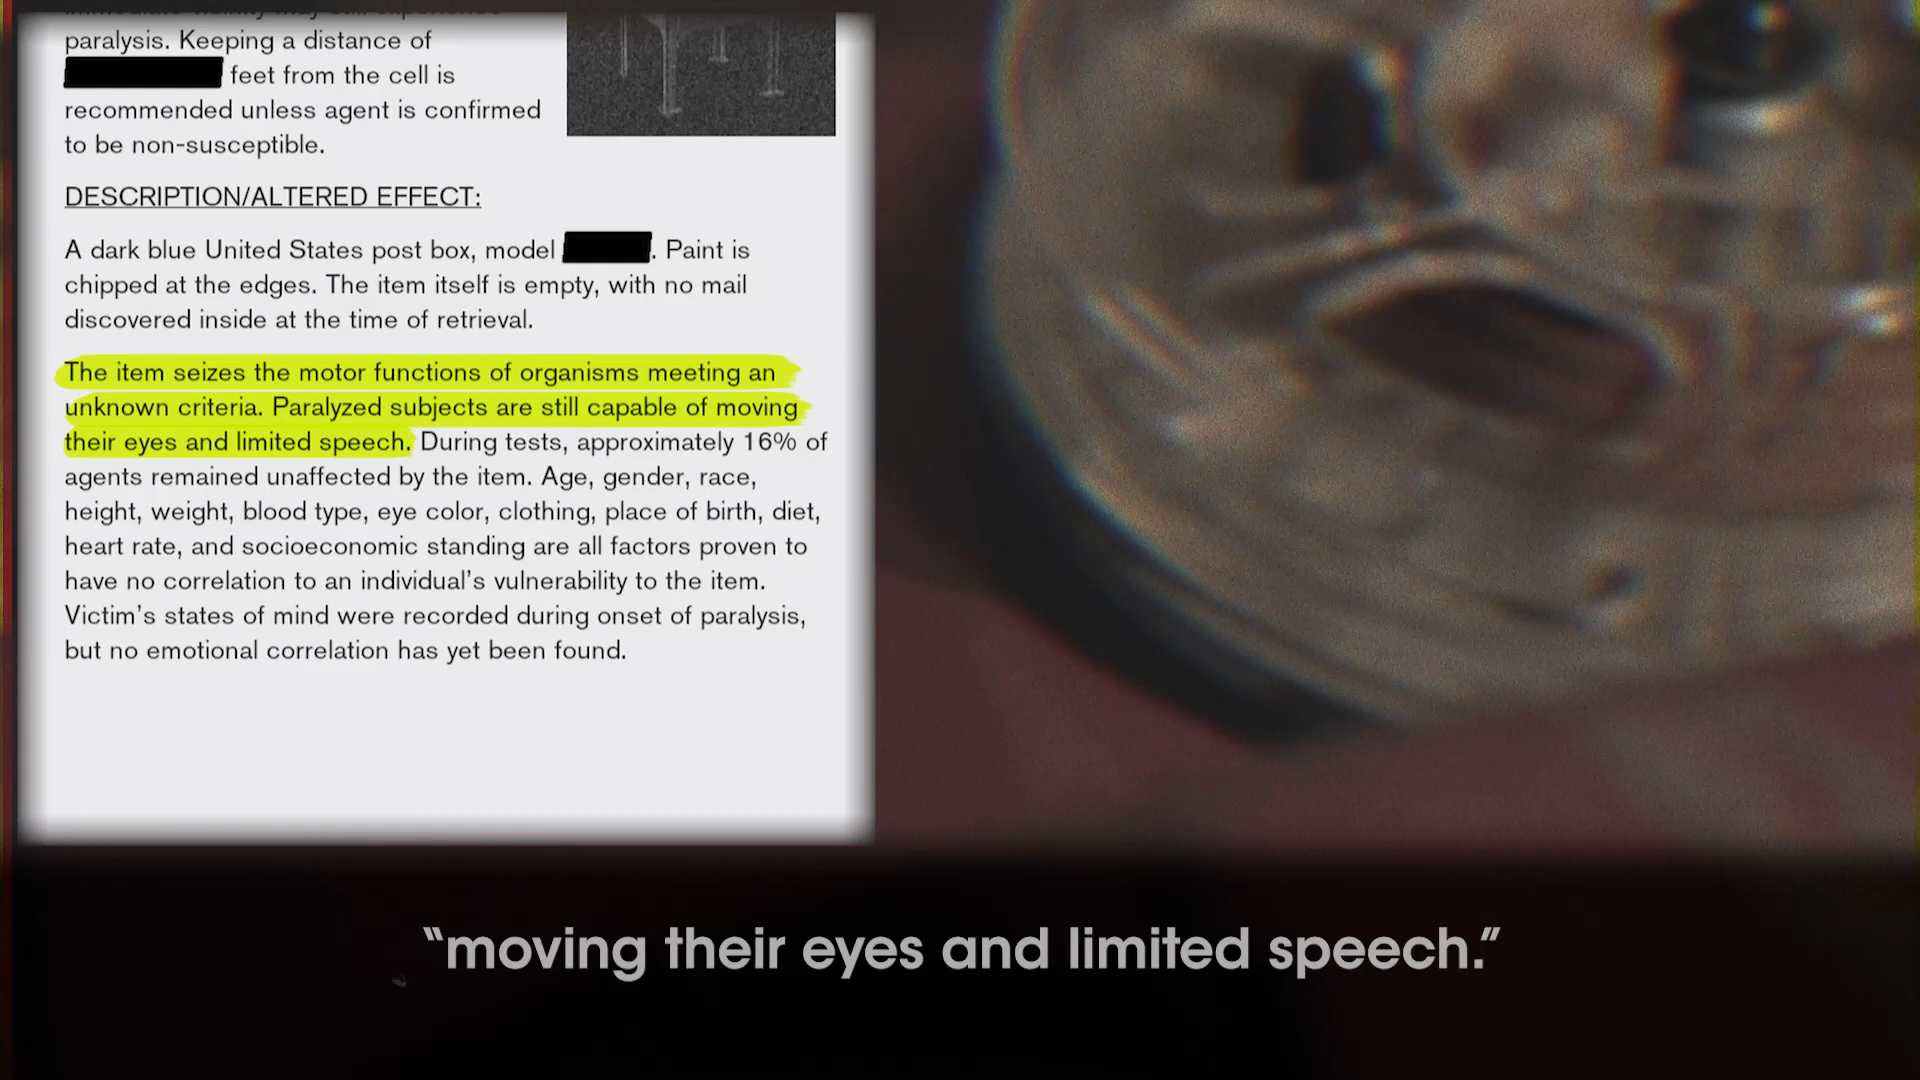 paralysis. Keeping a distance of
feet from the cell is
recommended unless agent is confirmed
to be non-susceptible.
DESCRIPTION/ALTERED EFFECT:
A dark blue United States post box, model . Paint is
chipped at the edges. The item itself is empty, with no mail
discovered inside at the time of retrieval.
The item seizes the motor functions of organisms meeting an
unknown criteria. Paralyzed subjects are still capable of moving
their eyes and limited speech. During tests, approximately 16% of
agents remained unaffected by the item. Age, gender, race,
height, weight, blood type, eye color, clothing, place of birth, diet,
heart rate, and socioeconomic standing are all factors proven to
have no correlation to an individual’s vulnerability to the item.
Victim’s states of mind were recorded during onset of paralysis,
but no emotional correlation has yet been found.
“moving their eyes and limited speech.”